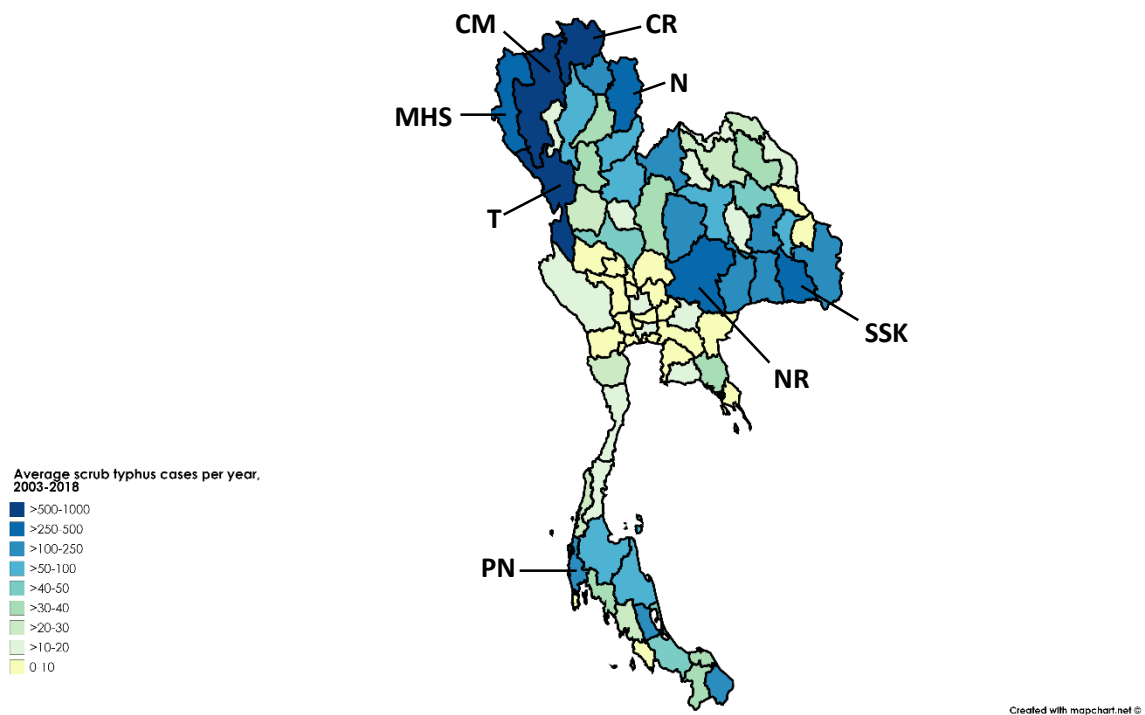 CM
CR
N
MHS
T
SSK
NR
PN
Average scrub typhus cases per year,
2003-2018
>500-1000
>250-500
>100-250
>50-100
>40-50
>30-40
>20-30
>10-20
0-10
Created with mapchart.net ©